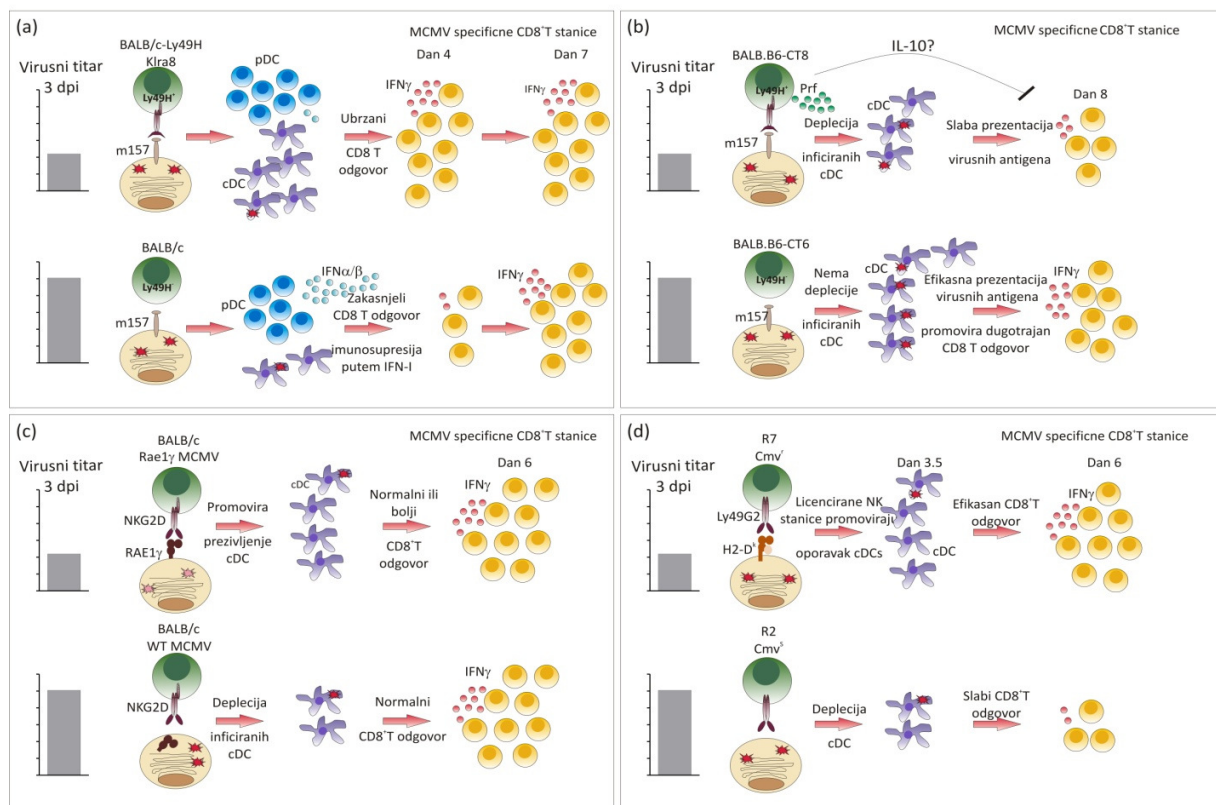 (a)
MCMV specificne CD8⁺T stanice
BALB/c-Ly49H
Klra8
Virusni titar
3 dpi
Ly49H⁺
m157
pDC
cDC
Ubrzani
CD8 T
odgovor
Dan 4
IFNγ
Dan 7
IFNγ
BALB/c
Ly49H⁻
m157
pDC
IFNα/β
Zakasnjeli
CD8 T odgovor
imunosupresija
putem IFN-I
IFNγ
(b)
MCMV specificne CD8⁺T stanice
BALB.B6-CT8
IL-10?
Virusni titar
3 dpi
Ly49H⁺
Prf
m157
Deplecija
inficiranih
cDC
cDC
Slaba prezentacija
virusnih antigena
Dan 8
BALB.B6-CT6
Ly49H⁻
m157
Nema
deplecije
inficiranih
cDC
cDC
Efikasna prezentacija
virusnih antigena
promovira dugotrajan
CD8 T odgovor
IFNγ
(c)
MCMV specificne CD8⁺T stanice
BALB/c
Rae1γ MCMV
Virusni titar
3 dpi
NKG2D
RAE1γ
Promovira
prezivljenje
cDC
cDC
Normalni ili
bolji
CD8⁺T
odgovor
Dan 6
IFNγ
BALB/c
WT MCMV
NKG2D
Deplecija
inficiranih
cDC
Normalni
CD8⁺T odgovor
IFNγ
(d)
MCMV specificne CD8⁺T stanice
R7
Cmvʳ
Virusni titar
3 dpi
Ly49G2
H2-Dᵏ
Licencirane NK
stanice promoviraju
oporavak cDCs
Dan 3.5
cDC
Efikasan CD8⁺T
odgovor
Dan 6
IFNγ
R2
Cmvˢ
Deplecija
cDC
Slabi CD8⁺T
odgovor